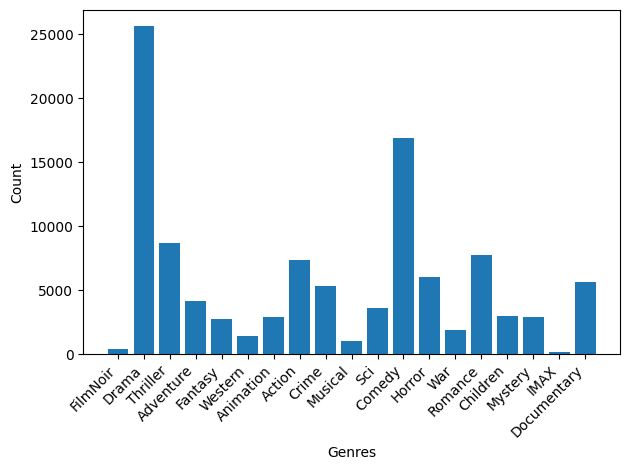 25000
20000
15000
10000
5000
0
Count
FilmNoir
Drama
Thriller
Adventure
Fantasy
Western
Animation
Action
Crime
Musical
Sci
Comedy
Horror
War
Romance
Children
Mystery
IMAX
Documentary
Genres